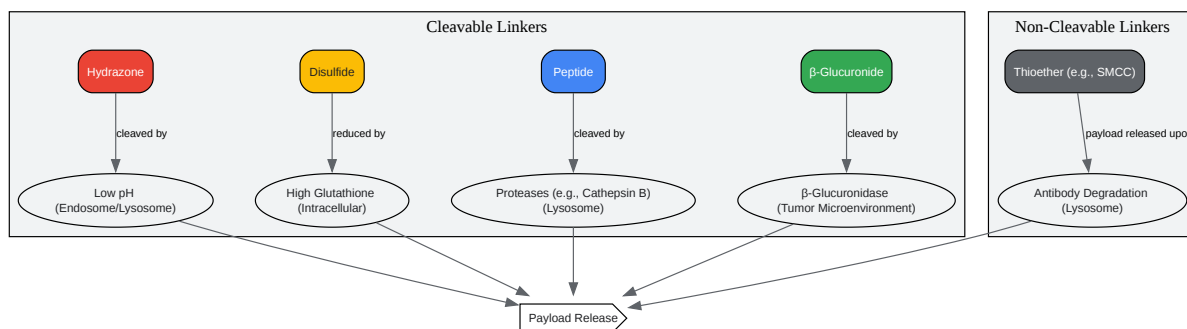 Cleavable Linkers
Non-Cleavable Linkers
Hydrazone
Disulfide
Peptide
β-Glucuronide
Thioether (e.g., SMCC)
cleaved by
reduced by
cleaved by
cleaved by
payload released upo
Low pH
(Endosome/Lysosome)
High Glutathione
(Intracellular)
Proteases (e.g., Cathepsin B)
(Lysosome)
β-Glucuronidase
(Tumor Microenvironment)
Antibody Degradation
(Lysosome)
Payload Release